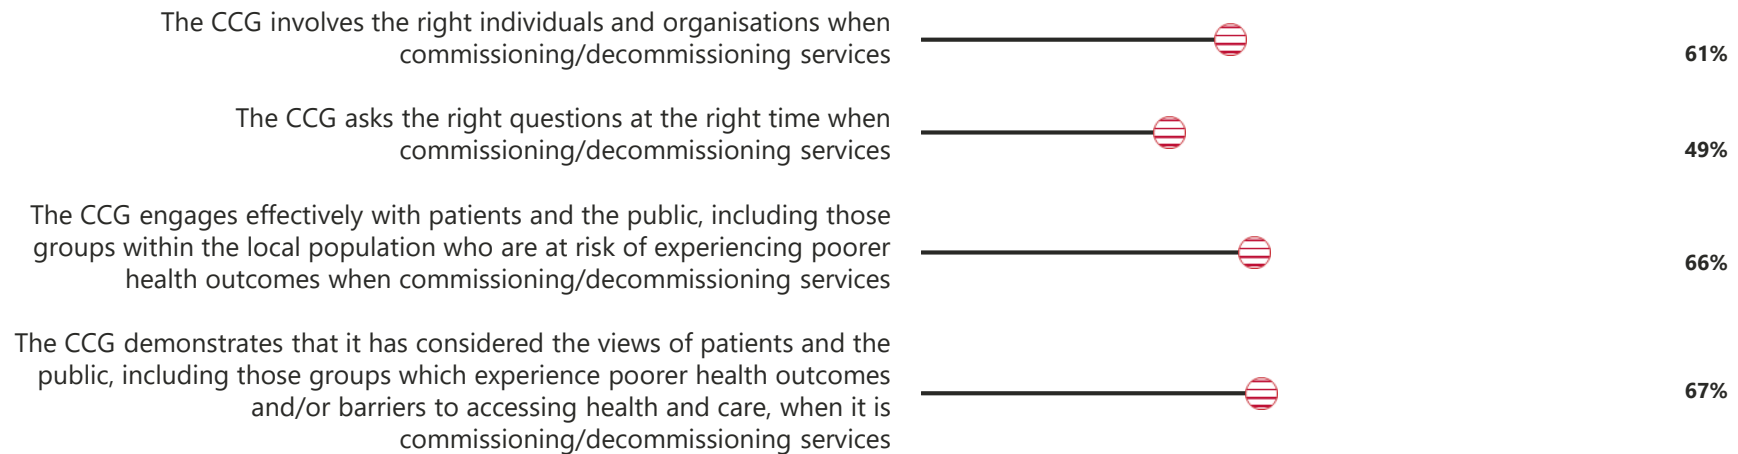 The CCG involves the right individuals and organisations when
commissioning/decommissioning services
61%
The CCG asks the right questions at the right time when
commissioning/decommissioning services
49%
The CCG engages effectively with patients and the public, including those
groups within the local population who are at risk of experiencing poorer
health outcomes when commissioning/decommissioning services
66%
The CCG demonstrates that it has considered the views of patients and the
public, including those groups which experience poorer health outcomes
and/or barriers to accessing health and care, when it is
commissioning/decommissioning services
67%